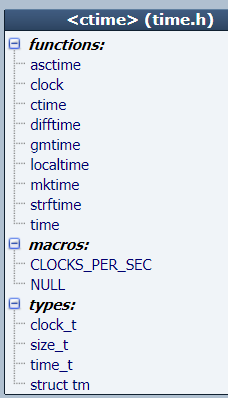 <ctime> (time.h)
functions:
asctime
clock
ctime
difftime
gmtime
localtime
mktime
strftime
time
macros:
CLOCKS_PER_SEC
NULL
types:
clock_t
size_t
time_t
struct tm